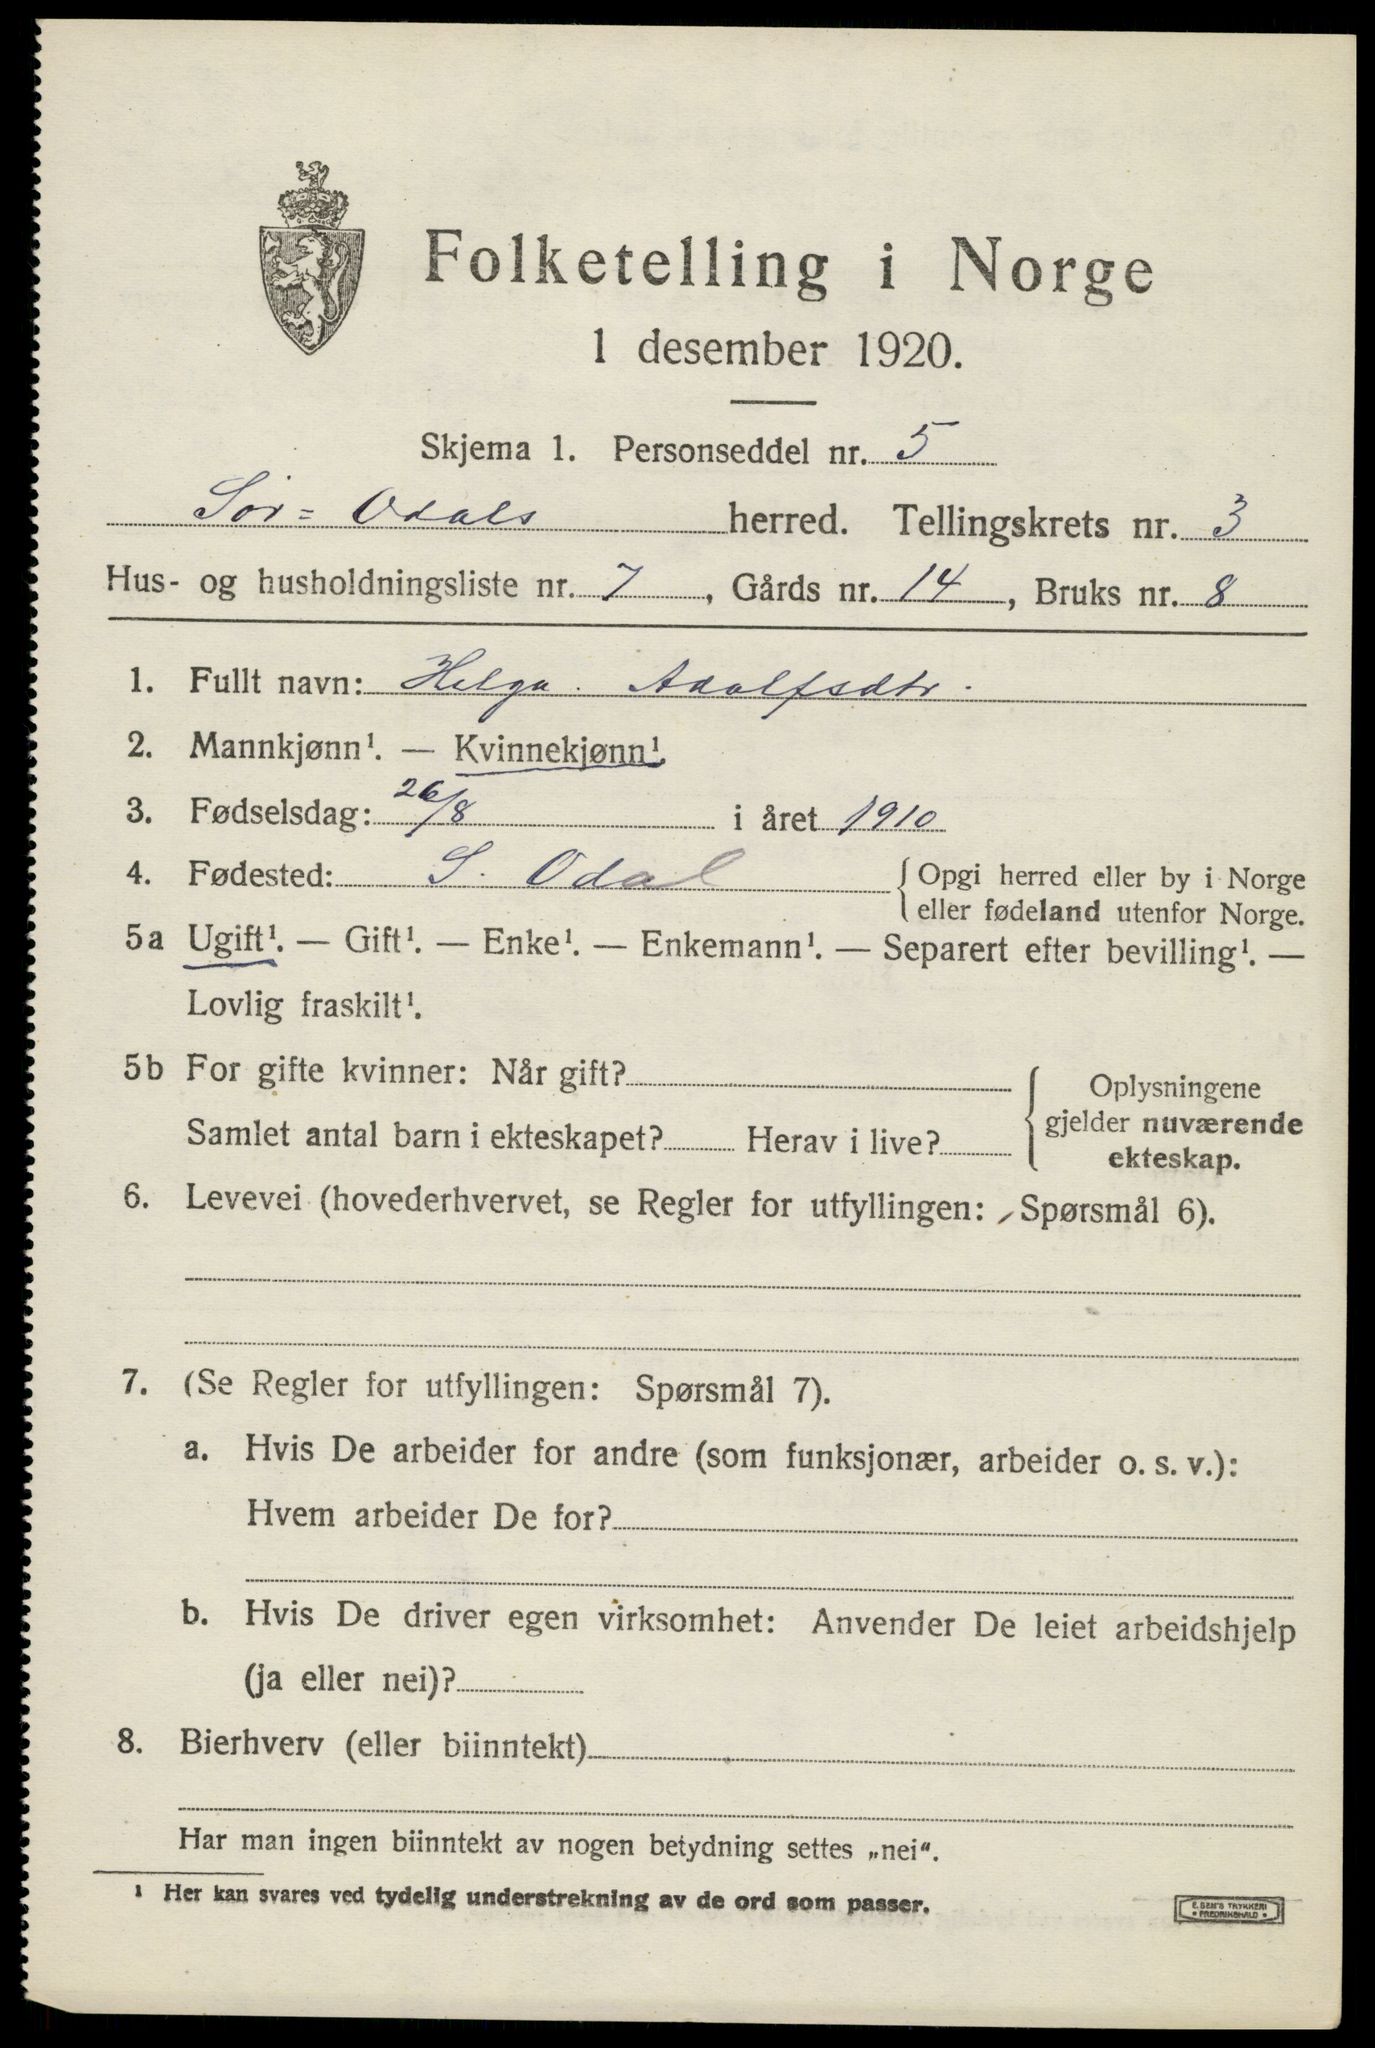 Folketelling i Norge
1 desember 1920.
Skjema 1. Personseddel nr. 5
Sør-Odals herred. Tellingskrets nr. 3
Hus- og husholdningsliste nr. 7, Gårds nr. 14, Bruks nr. 8
1. Fullt navn: Helga Adolfsdtr.
2. Mannkjønn¹. — Kvinnekjønn¹.
3. Fødselsdag: 26/8 i året 1910
4. Fødested: S. Odal { Opgi herred eller by i Norge
eller fødeland utenfor Norge.
5a Ugift¹. — Gift¹. — Enke¹. — Enkemann¹. — Separert efter bevilling¹. —
Lovlig fraskilt¹.
5b For gifte kvinner: Når gift?
Samlet antal barn i ekteskapet? Herav i live?
Oplysningene
gjelder nuværende
ekteskap.
6. Levevei (hovederhvervet, se Regler for utfyllingen: Spørsmål 6).
7. (Se Regler for utfyllingen: Spørsmål 7).
a. Hvis De arbeider for andre (som funksjonær, arbeider o. s. v.):
Hvem arbeider De for?
b. Hvis De driver egen virksomhet: Anvender De leiet arbeidshjelp
(ja eller nei)?
8. Bierhverv (eller biinntekt)
Har man ingen biinntekt av nogen betydning settes „nei“.
¹ Her kan svares ved tydelig understrekning av de ord som passer.
E. SEM'S TRYKKERI
• FREDRIKSHALD •